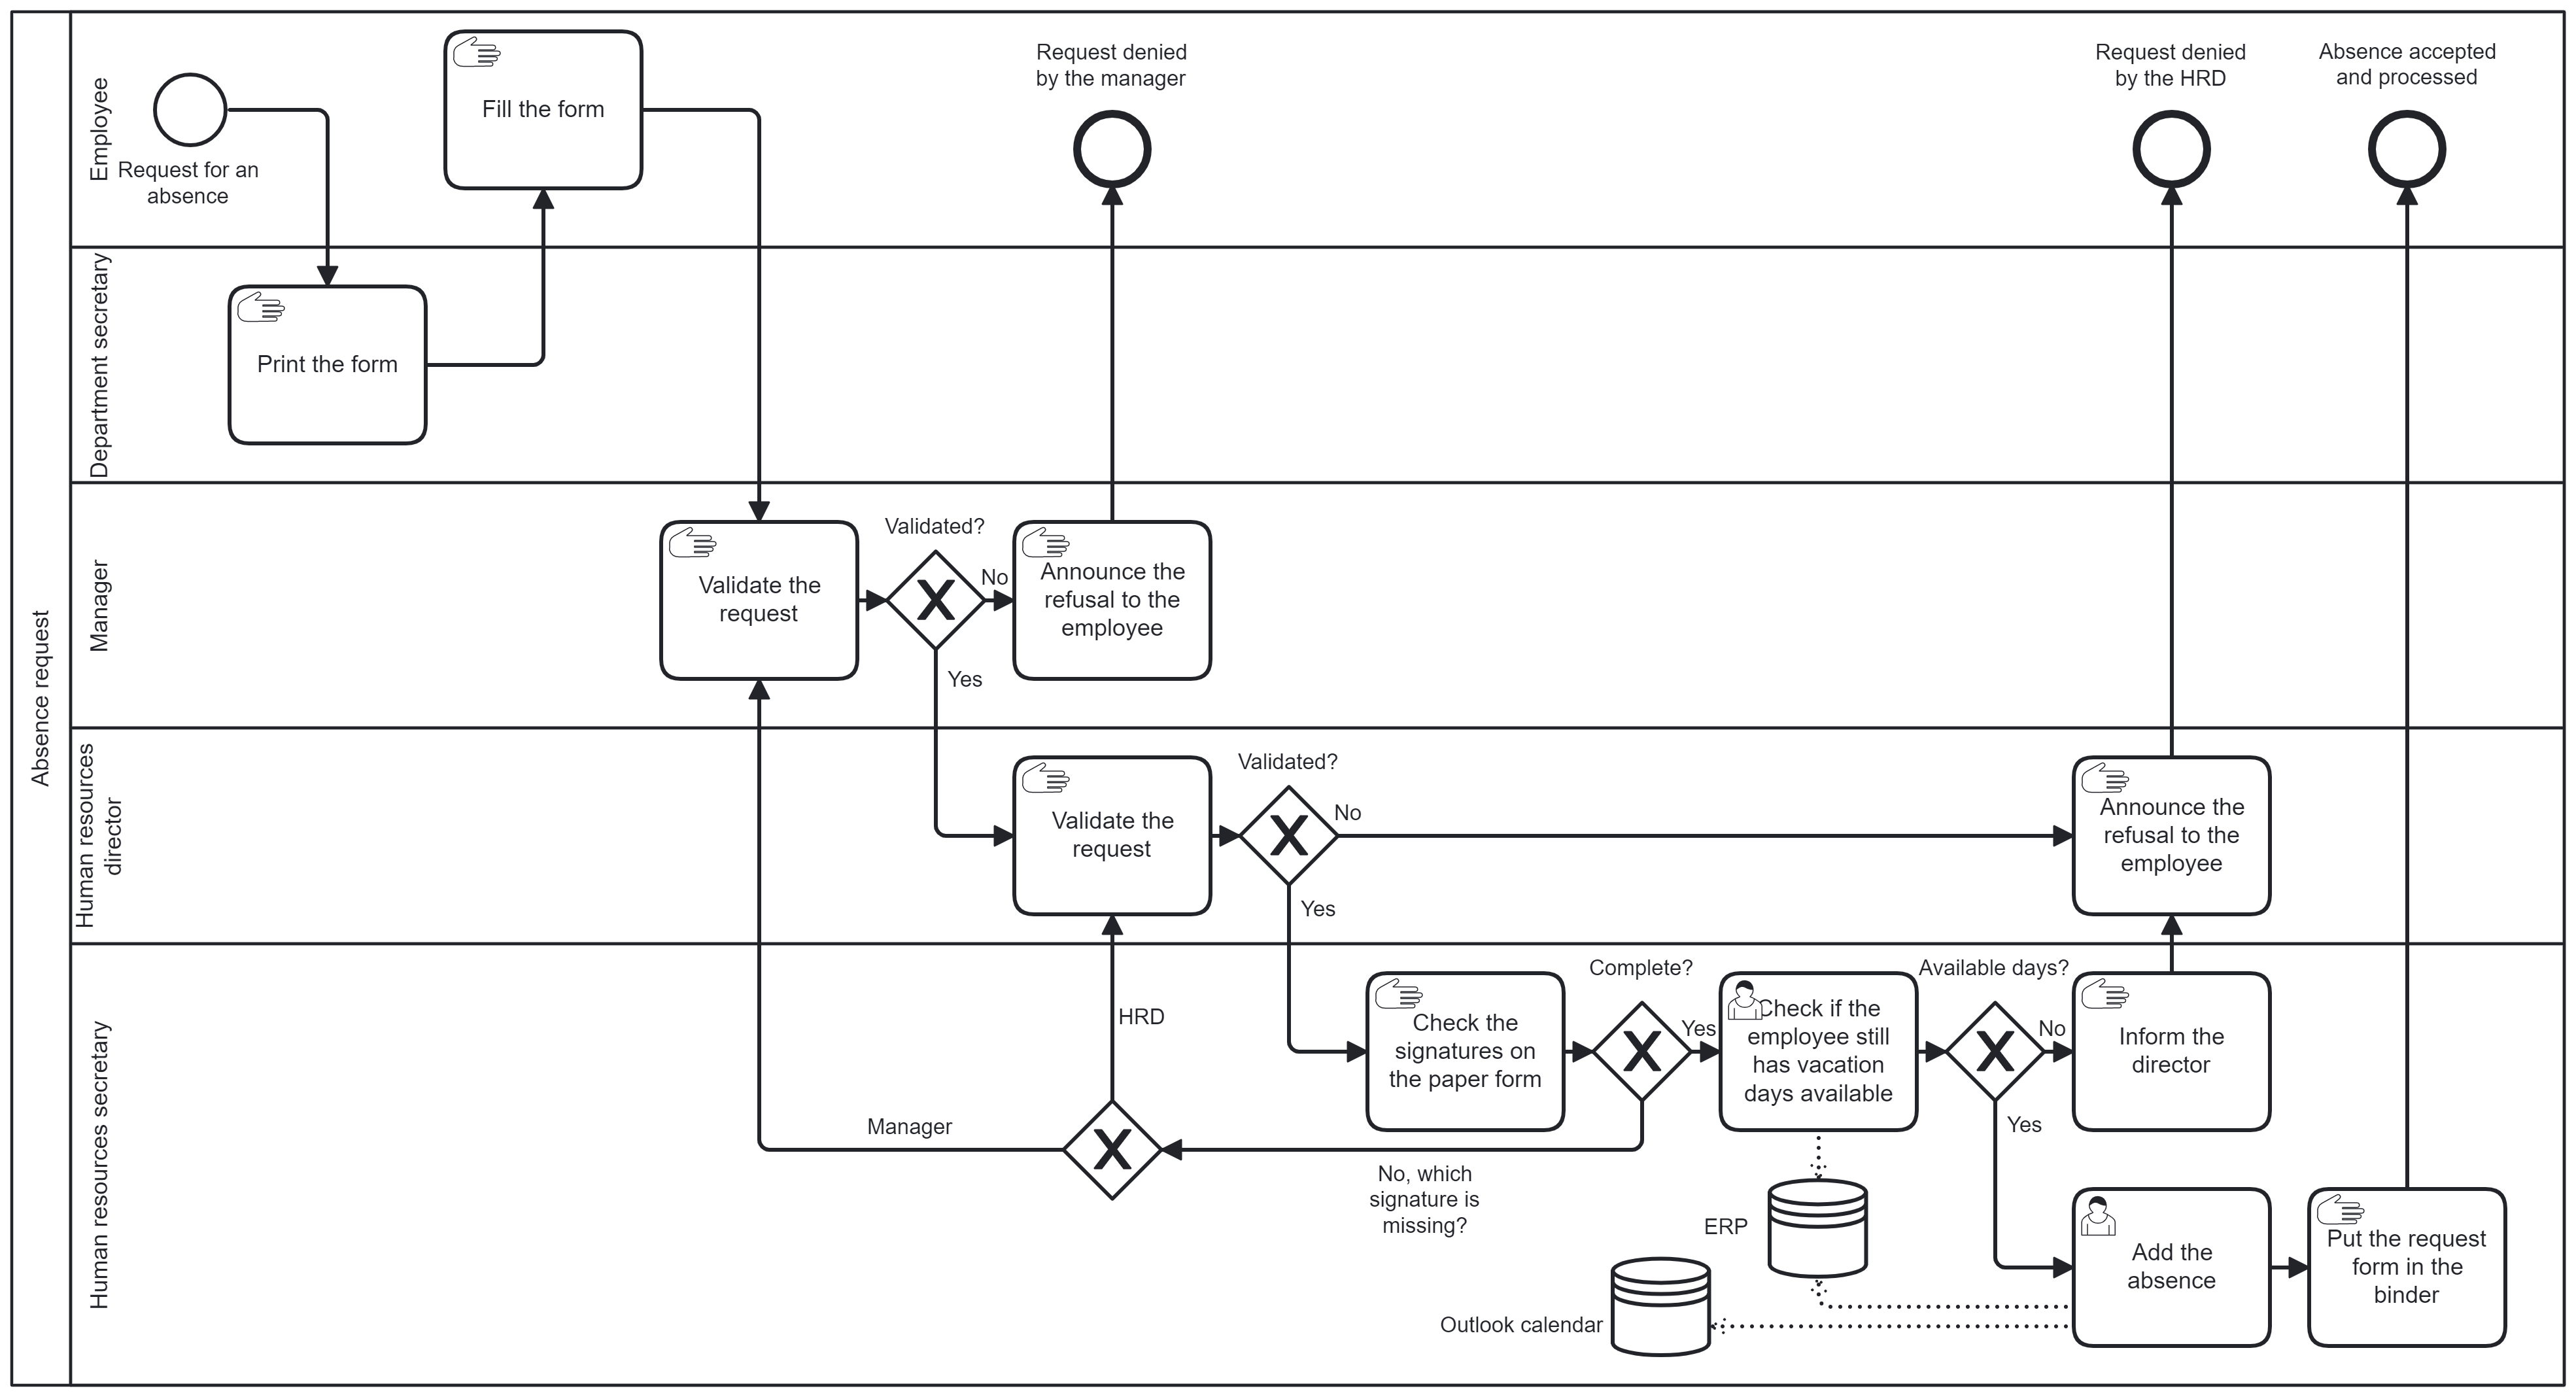 Absence request
Employee
Request for an
absence
Fill the form
Request denied
by the manager
Request denied
by the HRD
Absence accepted
and processed
Department secretary
Print the form
Manager
Validate the
request
Validated?
No
Yes
Announce the
refusal to the
employee
Human resources
director
Validate the
request
Validated?
No
Yes
Announce the
refusal to the
employee
Human resources secretary
HRD
Manager
No, which
signature is
missing?
Check the
signatures on
the paper form
Complete?
Yes
Check if the
employee still
has vacation
days available
Available days?
No
Yes
Inform the
director
ERP
Outlook calendar
Add the
absence
Put the request
form in the
binder